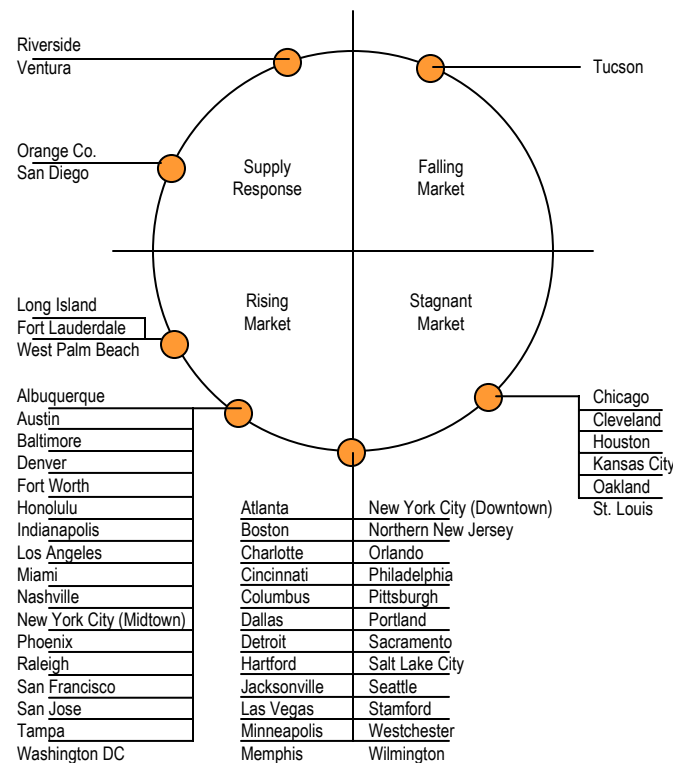 Riverside
Ventura
Tucson
Orange Co.
San Diego
Supply
Response
Falling
Market
Long Island
Fort Lauderdale
West Palm Beach
Rising
Market
Stagnant
Market
Albuquerque
Austin
Baltimore
Denver
Fort Worth
Honolulu
Indianapolis
Los Angeles
Miami
Nashville
New York City (Midtown)
Phoenix
Raleigh
San Francisco
San Jose
Tampa
Washington DC
Atlanta
Boston
Charlotte
Cincinnati
Columbus
Dallas
Detroit
Hartford
Jacksonville
Las Vegas
Minneapolis
Memphis
New York City (Downtown)
Northern New Jersey
Orlando
Philadelphia
Pittsburgh
Portland
Sacramento
Salt Lake City
Seattle
Stamford
Westchester
Wilmington
Chicago
Cleveland
Houston
Kansas City
Oakland
St. Louis